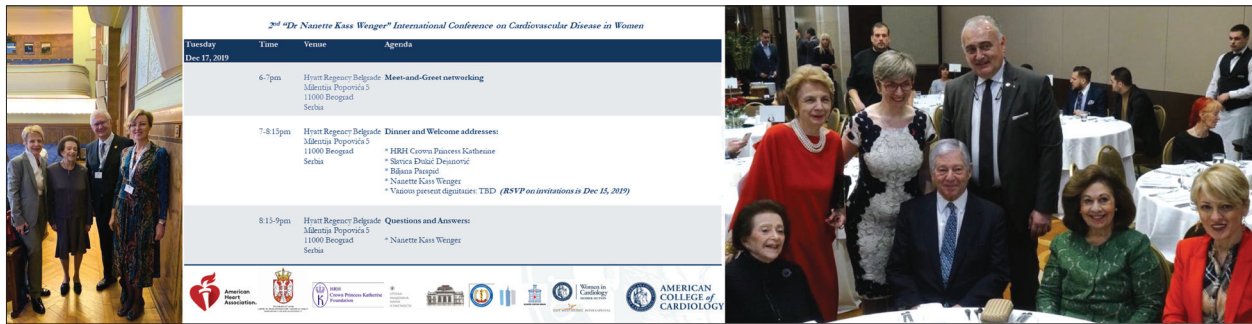 2nd “Dr Nanette Kass Wenger” International Conference on Cardiovascular Disease in Women
Tuesday Time Venue Agenda
Dec 17, 2019
6-7pm Hyatt Regency Belgrade Meet-and-Greet networking
Milentija Popovića 5
11000 Beograd
Serbia
7-8:15pm Hyatt Regency Belgrade Dinner and Welcome addresses:
Milentija Popovića 5
11000 Beograd * HRH Crown Princess Katherine
Serbia * Slavica Đukić Dejanović
* Biljana Parapid
* Nanette Kass Wenger
* Various present dignitaries: TBD (RSVP on invitations is Dec 15, 2019)
8:15-9pm Hyatt Regency Belgrade Questions and Answers:
Milentija Popovića 5
11000 Beograd * Nanette Kass Wenger
Serbia
American
Heart
Association.
HRH
Crown Princess Katherine
Foundation
Women in
Cardiology
AMERICAN
COLLEGE of
CARDIOLOGY